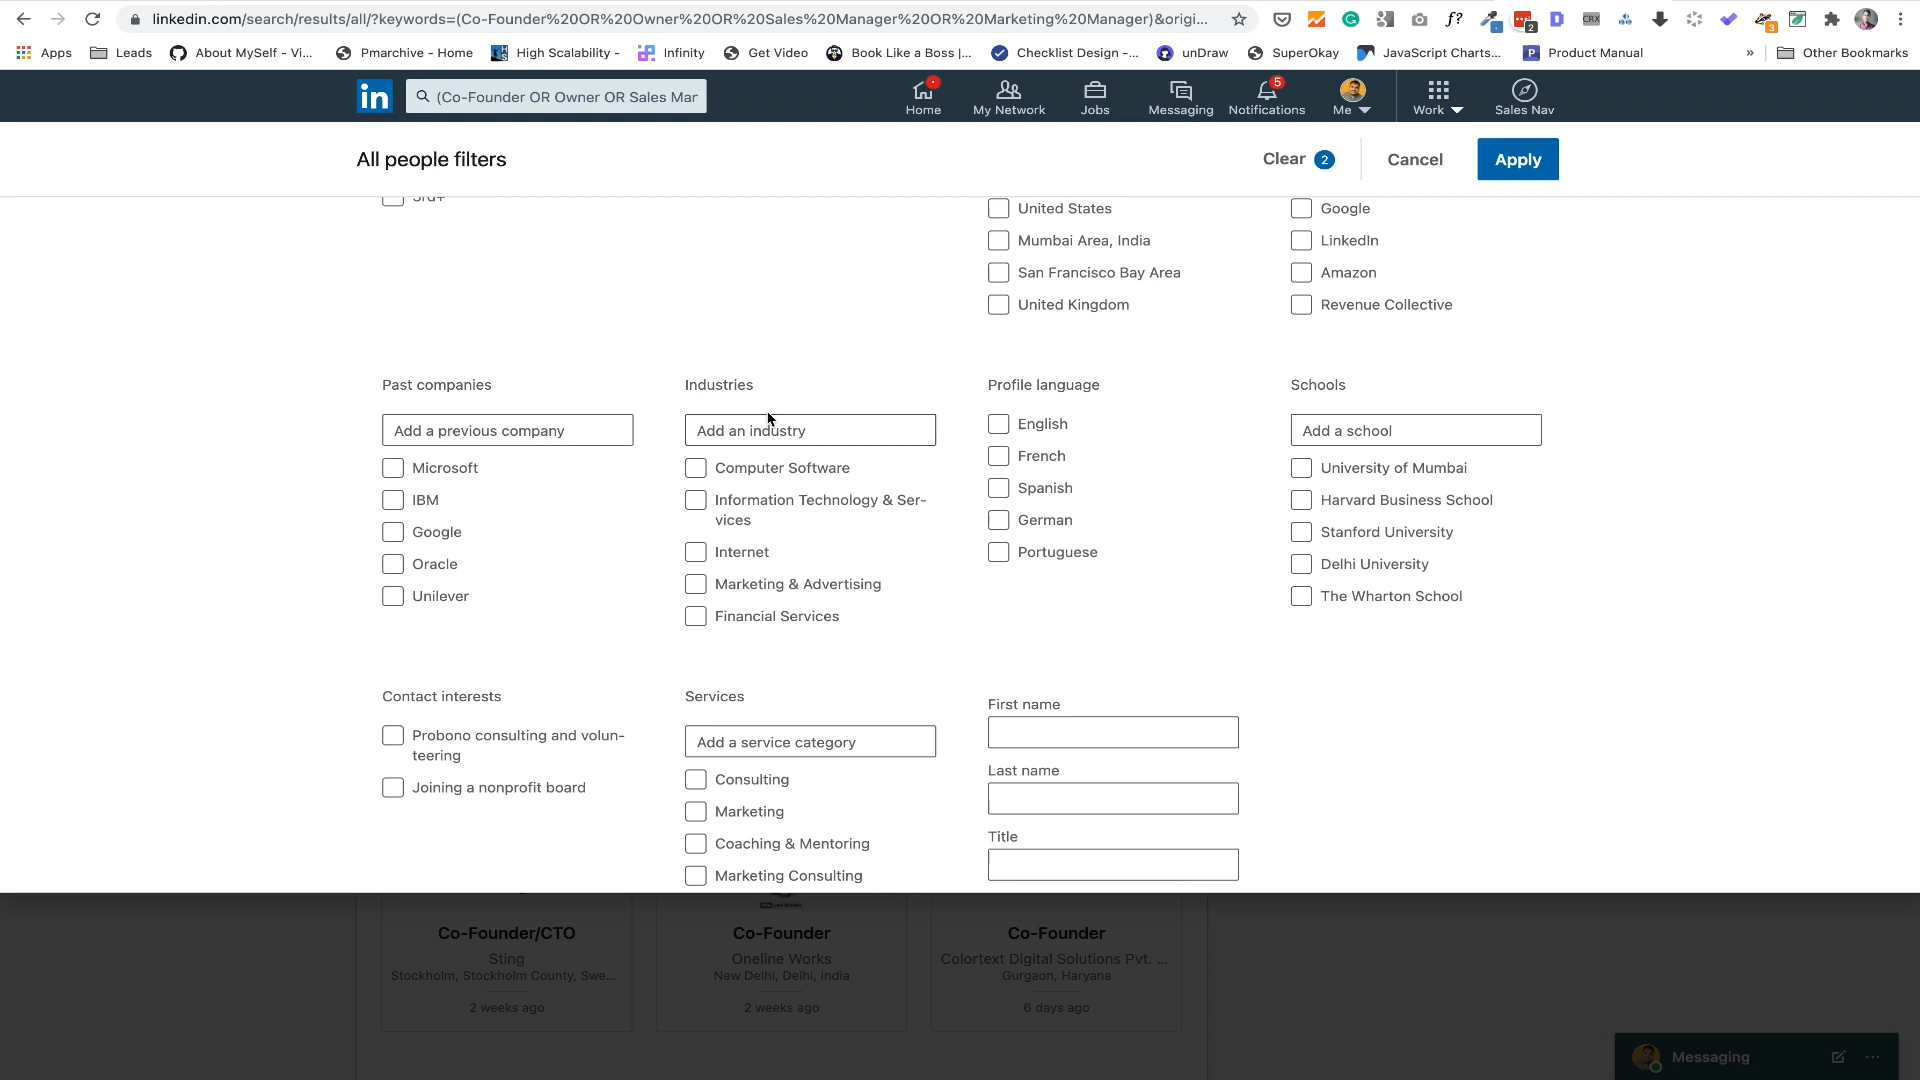 linkedin.com/search/results/all/?keywords=(Co-Founder%20OR%20Owner%20OR%20Sales%20Manager%20OR%20Marketing%20Manager)&origi...
f?
2
CRX
3
Apps
Leads
About MySelf - Vi...
Pmarchive - Home
High Scalability -
Infinity
Get Video
Book Like a Boss |...
Checklist Design -...
unDraw
SuperOkay
JavaScript Charts...
Product Manual
»
Other Bookmarks
in
(Co-Founder OR Owner OR Sales Mar
Home
My Network
Jobs
Messaging
5
Notifications
Me
Work
Sales Nav
All people filters
Clear 2
Cancel
Apply
3rd+
United States
Mumbai Area, India
San Francisco Bay Area
United Kingdom
Google
LinkedIn
Amazon
Revenue Collective
Past companies
Add a previous company
Microsoft
IBM
Google
Oracle
Unilever
Industries
Add an industry
Computer Software
Information Technology & Ser-
vices
Internet
Marketing & Advertising
Financial Services
Profile language
English
French
Spanish
German
Portuguese
Schools
Add a school
University of Mumbai
Harvard Business School
Stanford University
Delhi University
The Wharton School
Contact interests
Probono consulting and volun-
teering
Joining a nonprofit board
Services
Add a service category
Consulting
Marketing
Coaching & Mentoring
Marketing Consulting
First name
Last name
Title
Co-Founder/CTO
Sting
Stockholm, Stockholm County, Swe...
2 weeks ago
Co-Founder
Oneline Works
New Delhi, Delhi, India
2 weeks ago
Co-Founder
Colortext Digital Solutions Pvt. ...
Gurgaon, Haryana
6 days ago
Messaging